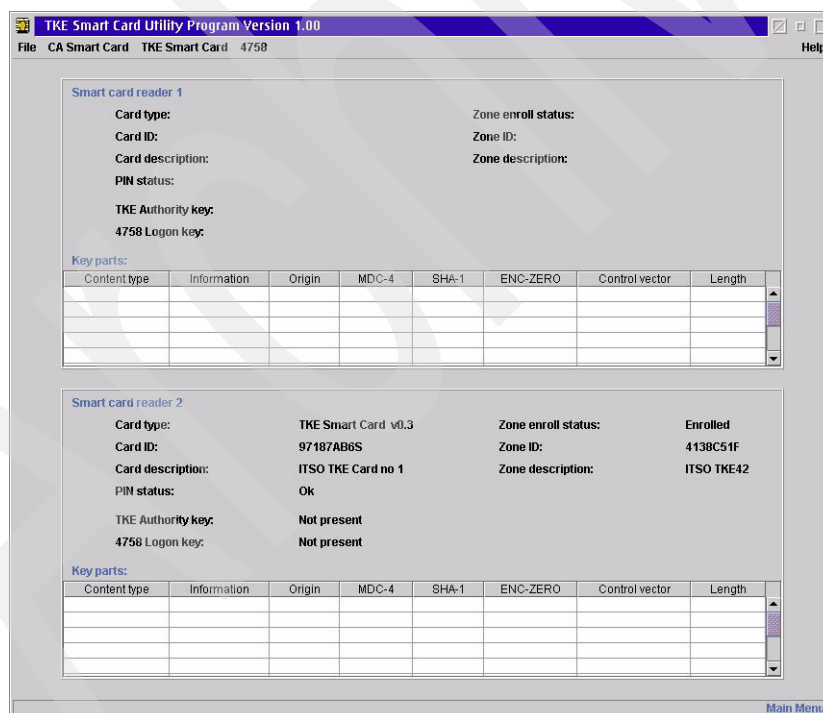 TKE Smart Card Utility Program Version 1.00
File CA Smart Card TKE Smart Card 4758 Help
Smart card reader 1
Card type: Zone enroll status:
Card ID: Zone ID:
Card description: Zone description:
PIN status:
TKE Authority key:
4758 Logon key:
Key parts:
Content type Information Origin MDC-4 SHA-1 ENC-ZERO Control vector Length
Smart card reader 2
Card type: TKE Smart Card v0.3 Zone enroll status: Enrolled
Card ID: 97187AB6S Zone ID: 4138C51F
Card description: ITSO TKE Card no 1 Zone description: ITSO TKE42
PIN status: Ok
TKE Authority key: Not present
4758 Logon key: Not present
Key parts:
Content type Information Origin MDC-4 SHA-1 ENC-ZERO Control vector Length
Main Menu